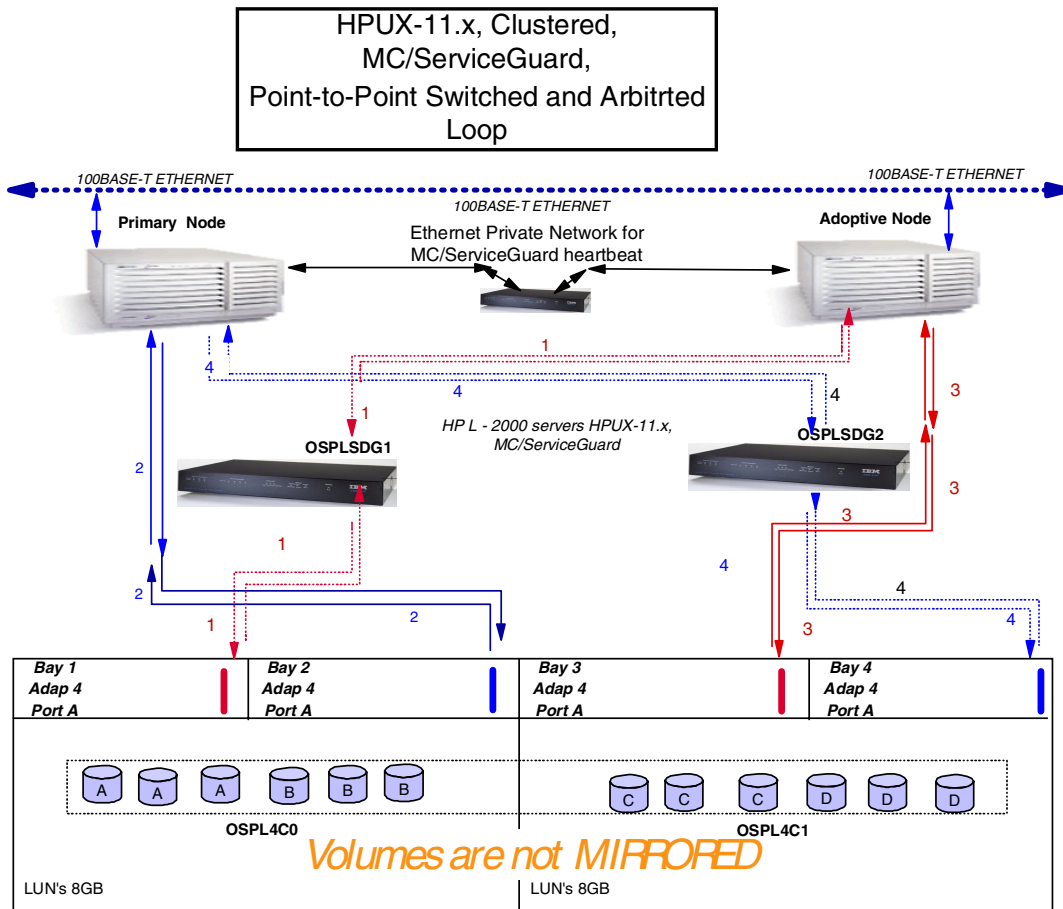 HPUX-11.x, Clustered,
MC/ServiceGuard,
Point-to-Point Switched and Arbitrted
Loop
100BASE-T ETHERNET
100BASE-T ETHERNET
100BASE-T ETHERNET
Primary Node
Adoptive Node
Ethernet Private Network for
MC/ServiceGuard heartbeat
1
4
4
4
3
1
HP L - 2000 servers HPUX-11.x,
MC/ServiceGuard
OSPLSDG1
OSPLSDG2
2
IBM
IBM
3
3
1
4
4
2
2
1
3
4
Bay 1
Adap 4
Port A
Bay 2
Adap 4
Port A
Bay 3
Adap 4
Port A
Bay 4
Adap 4
Port A
A
A
A
B
B
B
C
C
C
D
D
D
OSPL4C0
OSPL4C1
Volumes are not MIRRORED
LUN's 8GB
LUN's 8GB